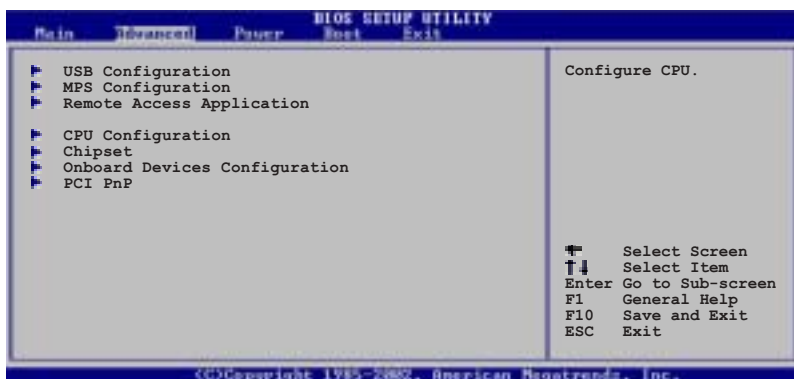 BIOS SETUP UTILITY
Main Advanced Power Boot Exit
USB Configuration
MPS Configuration
Remote Access Application
CPU Configuration
Chipset
Onboard Devices Configuration
PCI PnP
Configure CPU.
Select Screen
↑↓ Select Item
Enter Go to Sub-screen
F1 General Help
F10 Save and Exit
ESC Exit
(C)Copyright 1985-2002, American Megatrends, Inc.